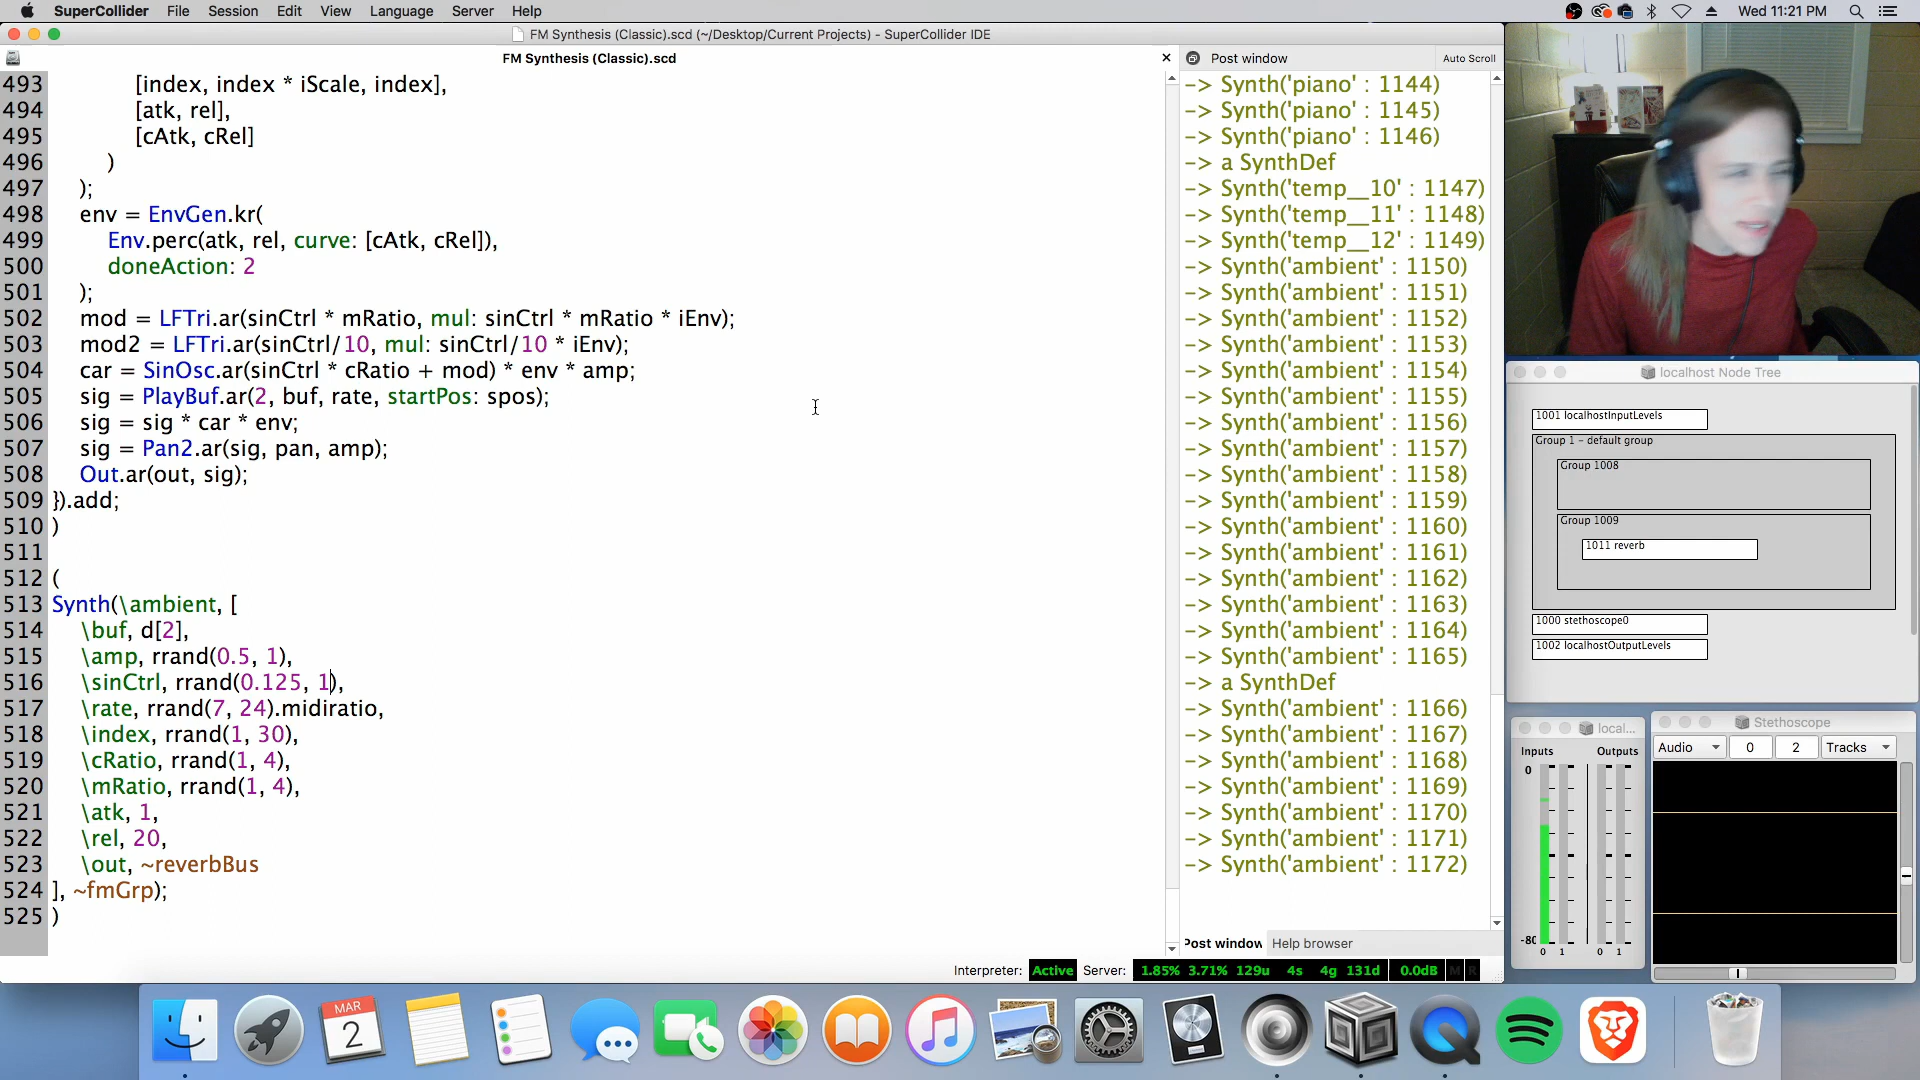 SuperCollider File Session Edit View Language Server Help
Wed 11:21 PM
FM Synthesis (Classic).scd (~/Desktop/Current Projects) - SuperCollider IDE
FM Synthesis (Classic).scd
493 [index, index * iScale, index],
494 [atk, rel],
495 [cAtk, cRel]
496 )
497 );
498 env = EnvGen.kr(
499 Env.perc(atk, rel, curve: [cAtk, cRel]),
500 doneAction: 2
501 );
502 mod = LFTri.ar(sinCtrl * mRatio, mul: sinCtrl * mRatio * iEnv);
503 mod2 = LFTri.ar(sinCtrl/10, mul: sinCtrl/10 * iEnv);
504 car = SinOsc.ar(sinCtrl * cRatio + mod) * env * amp;
505 sig = PlayBuf.ar(2, buf, rate, startPos: spos);
506 sig = sig * car * env;
507 sig = Pan2.ar(sig, pan, amp);
508 Out.ar(out, sig);
509 }).add;
510 )
511
512 (
513 Synth(\ambient, [
514 \buf, d[2],
515 \amp, rrand(0.5, 1),
516 \sinCtrl, rrand(0.125, 1),
517 \rate, rrand(7, 24).midiratio,
518 \index, rrand(1, 30),
519 \cRatio, rrand(1, 4),
520 \mRatio, rrand(1, 4),
521 \atk, 1,
522 \rel, 20,
523 \out, ~reverbBus
524 ], ~fmGrp);
525 )
Post window Auto Scroll
-> Synth('piano' : 1144)
-> Synth('piano' : 1145)
-> Synth('piano' : 1146)
-> a SynthDef
-> Synth('temp__10' : 1147)
-> Synth('temp__11' : 1148)
-> Synth('temp__12' : 1149)
-> Synth('ambient' : 1150)
-> Synth('ambient' : 1151)
-> Synth('ambient' : 1152)
-> Synth('ambient' : 1153)
-> Synth('ambient' : 1154)
-> Synth('ambient' : 1155)
-> Synth('ambient' : 1156)
-> Synth('ambient' : 1157)
-> Synth('ambient' : 1158)
-> Synth('ambient' : 1159)
-> Synth('ambient' : 1160)
-> Synth('ambient' : 1161)
-> Synth('ambient' : 1162)
-> Synth('ambient' : 1163)
-> Synth('ambient' : 1164)
-> Synth('ambient' : 1165)
-> a SynthDef
-> Synth('ambient' : 1166)
-> Synth('ambient' : 1167)
-> Synth('ambient' : 1168)
-> Synth('ambient' : 1169)
-> Synth('ambient' : 1170)
-> Synth('ambient' : 1171)
-> Synth('ambient' : 1172)
Post window Help browser
Interpreter: Active Server: 1.85% 3.71% 129u 4s 4g 131d 0.0dB M R
localhost Node Tree
1001 localhostInputLevels
Group 1 - default group
Group 1008
Group 1009
1011 reverb
1000 stethoscope0
1002 localhostOutputLevels
local...
Inputs Outputs
0
-80
0 1 0 1
Stethoscope
Audio 0 2 Tracks
MAR
2